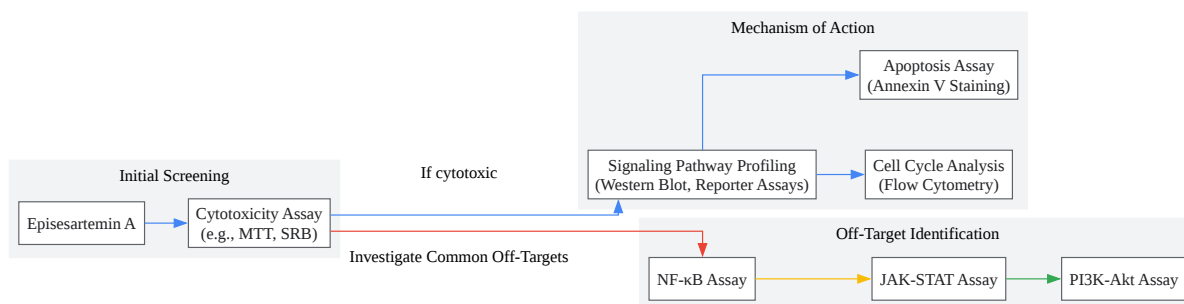 Mechanism of Action
Apoptosis Assay
(Annexin V Staining)
Signaling Pathway Profiling
(Western Blot, Reporter Assays)
Cell Cycle Analysis
(Flow Cytometry)
If cytotoxic
Initial Screening
Episesartemin A
Cytotoxicity Assay
(e.g., MTT, SRB)
Investigate Common Off-Targets
Off-Target Identification
NF-κB Assay
JAK-STAT Assay
PI3K-Akt Assay